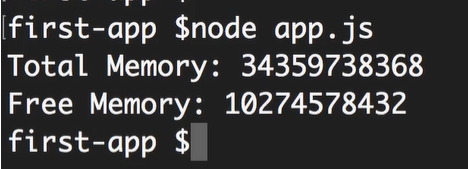 first-app $node app.js
Total Memory: 34359738368
Free Memory: 10274578432
first-app $